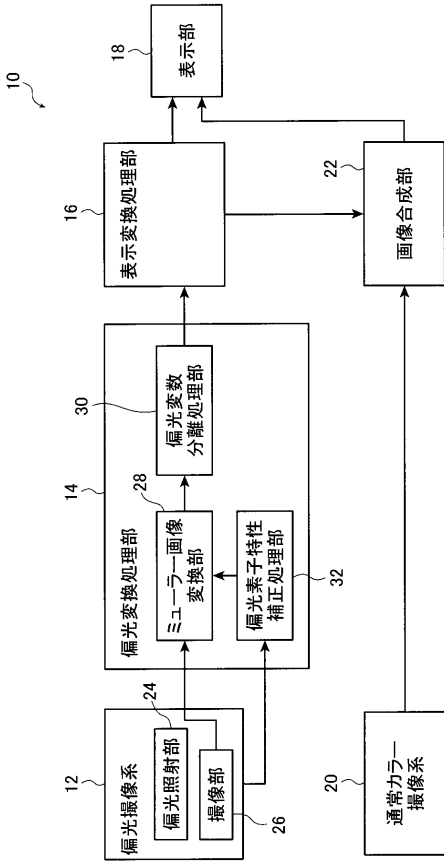 10
12
偏光撮像系
24
偏光照射部
撮像部
26
14
偏光変換処理部
28
ミューラー画像
変換部
30
偏光変数
分離処理部
偏光素子特性
補正処理部
32
16
表示変換処理部
18
表示部
20
通常カラー
撮像系
22
画像合成部